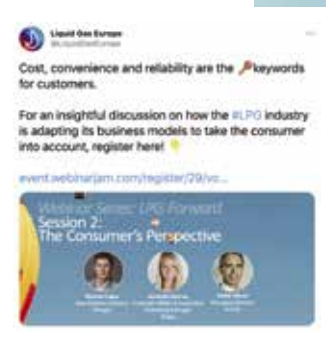 Liquid Gas Europe
@LiquidGasEurope
Cost, convenience and reliability are the 🔑keywords
for customers.
For an insightful discussion on how the #LPG industry
is adapting its business models to take the consumer
into account, register here! 👇
event.webinarjam.com/register/29/vo...
Webinar Series: LPG Forward
Session 2:
The Consumer's Perspective